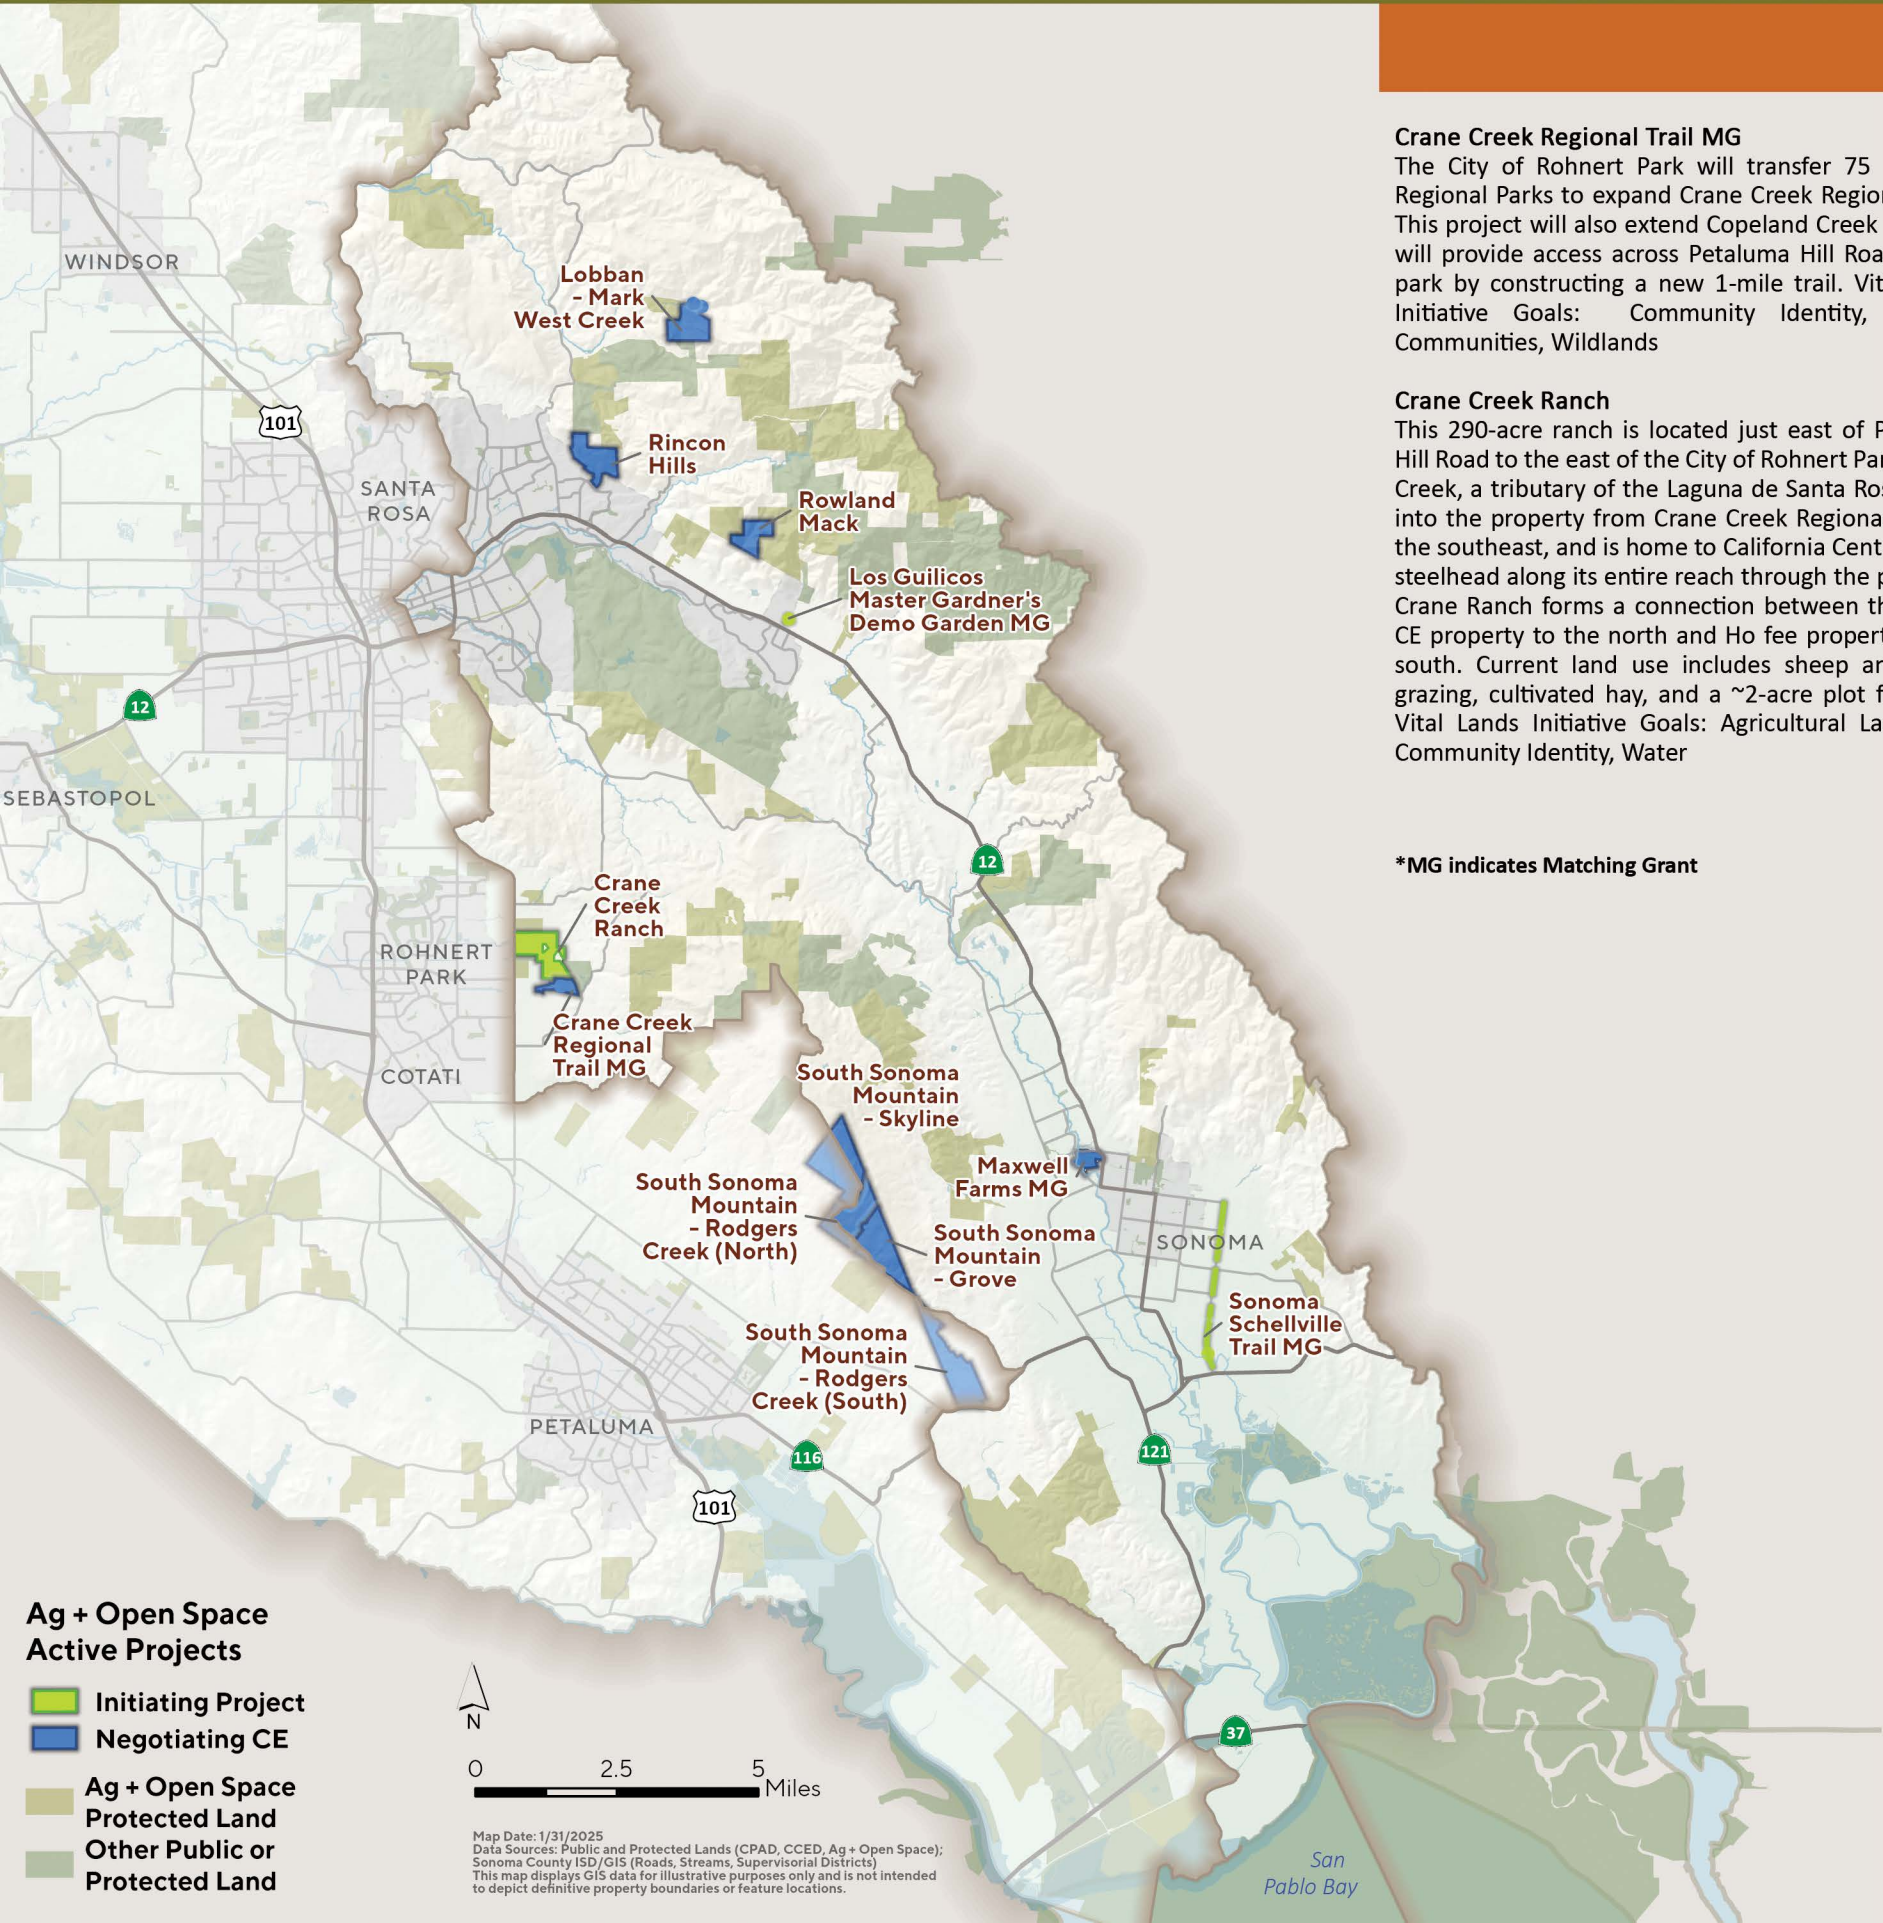 WINDSOR
101
SANTA
ROSA
12
SEBASTOPOL
Lobban
- Mark
West Creek
Rincon
Hills
Rowland
Mack
Los Guilicos
Master Gardner's
Demo Garden MG
12
Crane
Creek
Ranch
ROHNERT
PARK
Crane Creek
Regional
Trail MG
COTATI
South Sonoma
Mountain
- Skyline
Maxwell
Farms MG
South Sonoma
Mountain
- Rodgers
Creek (North)
South Sonoma
Mountain
- Grove
SONOMA
Sonoma
Schellville
Trail MG
South Sonoma
Mountain
- Rodgers
Creek (South)
PETALUMA
116
121
101
37
San
Pablo Bay
Ag + Open Space
Active Projects
Initiating Project
Negotiating CE
Ag + Open Space
Protected Land
Other Public or
Protected Land
N
0 2.5 5
Miles
Map Date: 1/31/2025
Data Sources: Public and Protected Lands (CPAD, CCED, Ag + Open Space);
Sonoma County ISD/GIS (Roads, Streams, Supervisorial Districts)
This map displays GIS data for illustrative purposes only and is not intended
to depict definitive property boundaries or feature locations.
Crane Creek Regional Trail MG
The City of Rohnert Park will transfer 75
Regional Parks to expand Crane Creek
This project will also extend Copeland Creek
will provide access across Petaluma Hill
park by constructing a new 1-mile trail.
Initiative Goals: Community Identity,
Communities, Wildlands
Crane Creek Ranch
This 290-acre ranch is located just east of
Hill Road to the east of the City of Rohnert
Creek, a tributary of the Laguna de Santa
into the property from Crane Creek
the southeast, and is home to California
steelhead along its entire reach through the
Crane Ranch forms a connection between
CE property to the north and Ho fee
south. Current land use includes sheep
grazing, cultivated hay, and a ~2-acre plot
Vital Lands Initiative Goals: Agricultural
Community Identity, Water
*MG indicates Matching Grant